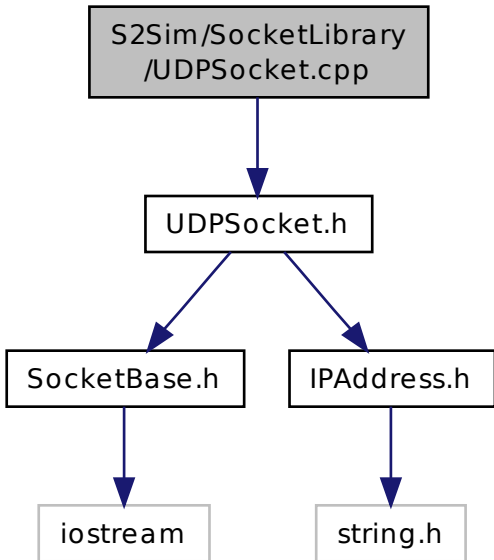 S2Sim/SocketLibrary
/UDPSocket.cpp
UDPSocket.h
SocketBase.h
IPAddress.h
iostream
string.h